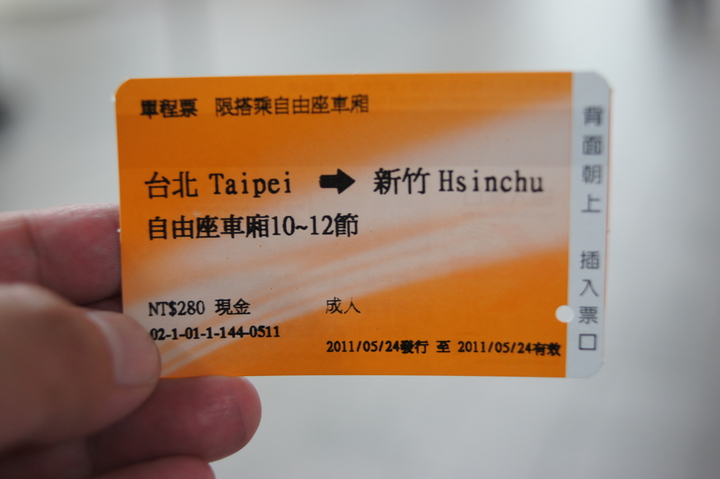 單程票 限搭乘自由座車廂
台北 Taipei ➡ 新竹 Hsinchu
自由座車廂10~12節
NT$280 現金 成人
02-1-01-1-144-0511
2011/05/24發行 至 2011/05/24有效
背面朝上 插入票口